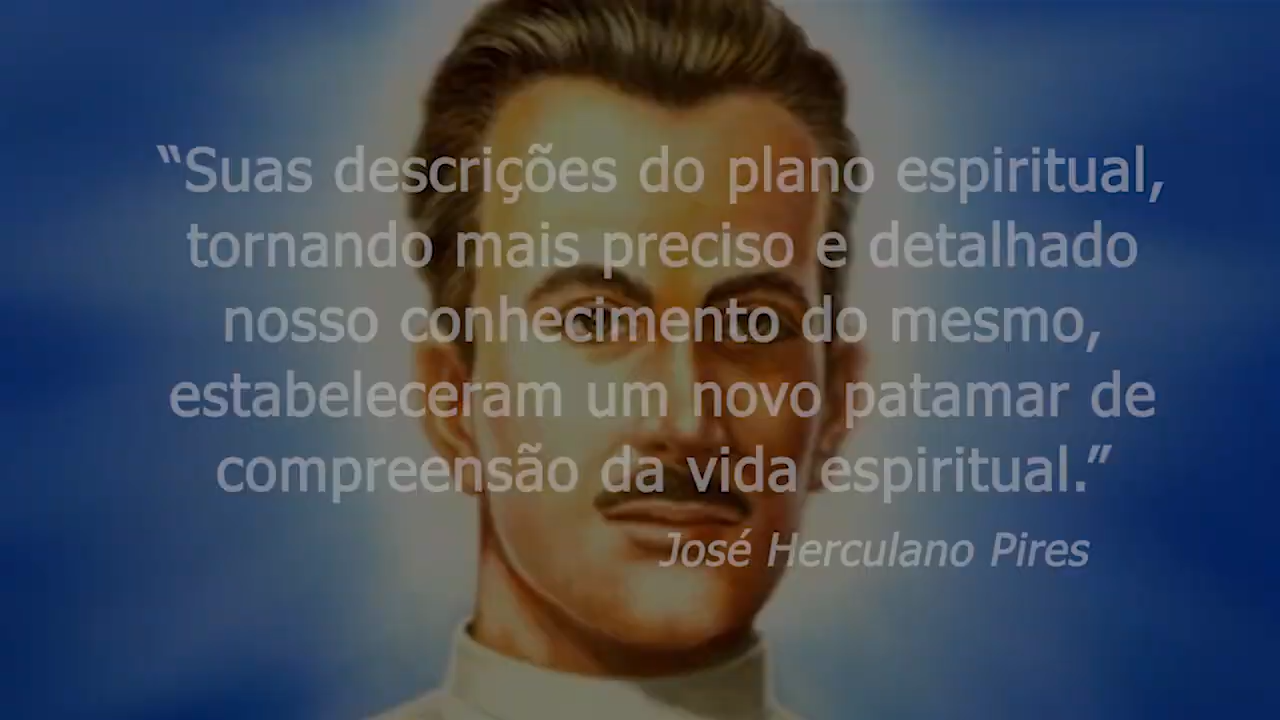 “Suas descrições do plano espiritual,
tornando mais preciso e detalhado
nosso conhecimento do mesmo,
estabeleceram um novo patamar de
compreensão da vida espiritual.”
José Herculano Pires